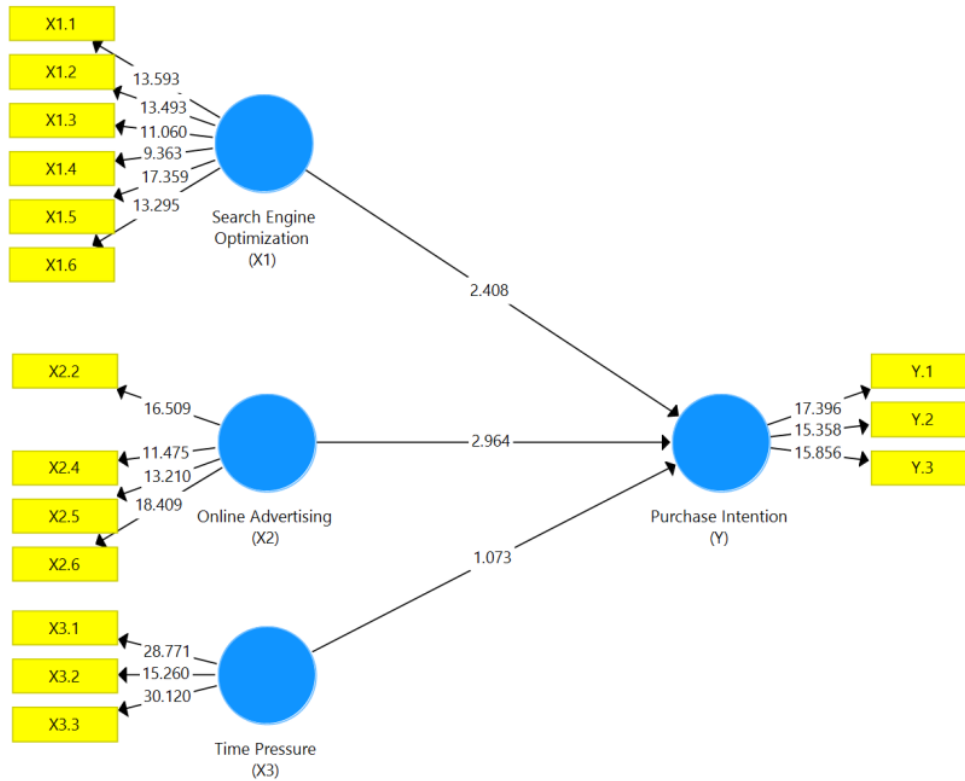 X1.1
X1.2
X1.3
X1.4
X1.5
X1.6
13.593
13.493
11.060
9.363
17.359
13.295
Search Engine
Optimization
(X1)
2.408
X2.2
X2.4
X2.5
X2.6
16.509
11.475
13.210
18.409
Online Advertising
(X2)
2.964
X3.1
X3.2
X3.3
28.771
15.260
30.120
Time Pressure
(X3)
1.073
Purchase Intention
(Y)
17.396
15.358
15.856
Y.1
Y.2
Y.3